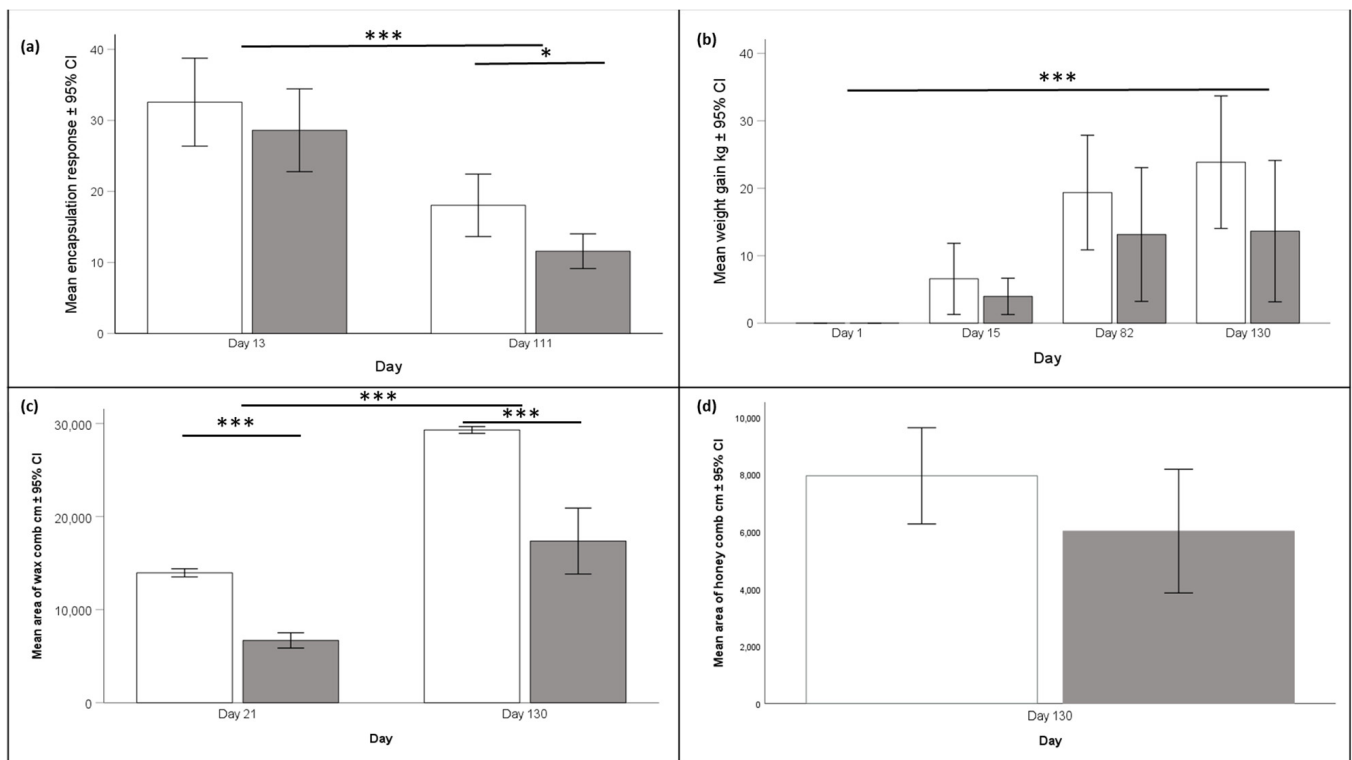 (a)
***
*
Mean encapsulation response ± 95% CI
40
30
20
10
0
Day 13
Day 111
Day
(b)
***
Mean weight gain kg ± 95% CI
40
30
20
10
0
Day 1
Day 15
Day 82
Day 130
Day
(c)
***
***
***
Mean area of wax comb cm ± 95% CI
30,000
20,000
10,000
0
Day 21
Day 130
Day
(d)
Mean area of honey comb cm ± 95% CI
10,000
8,000
6,000
4,000
2,000
0
Day 130
Day